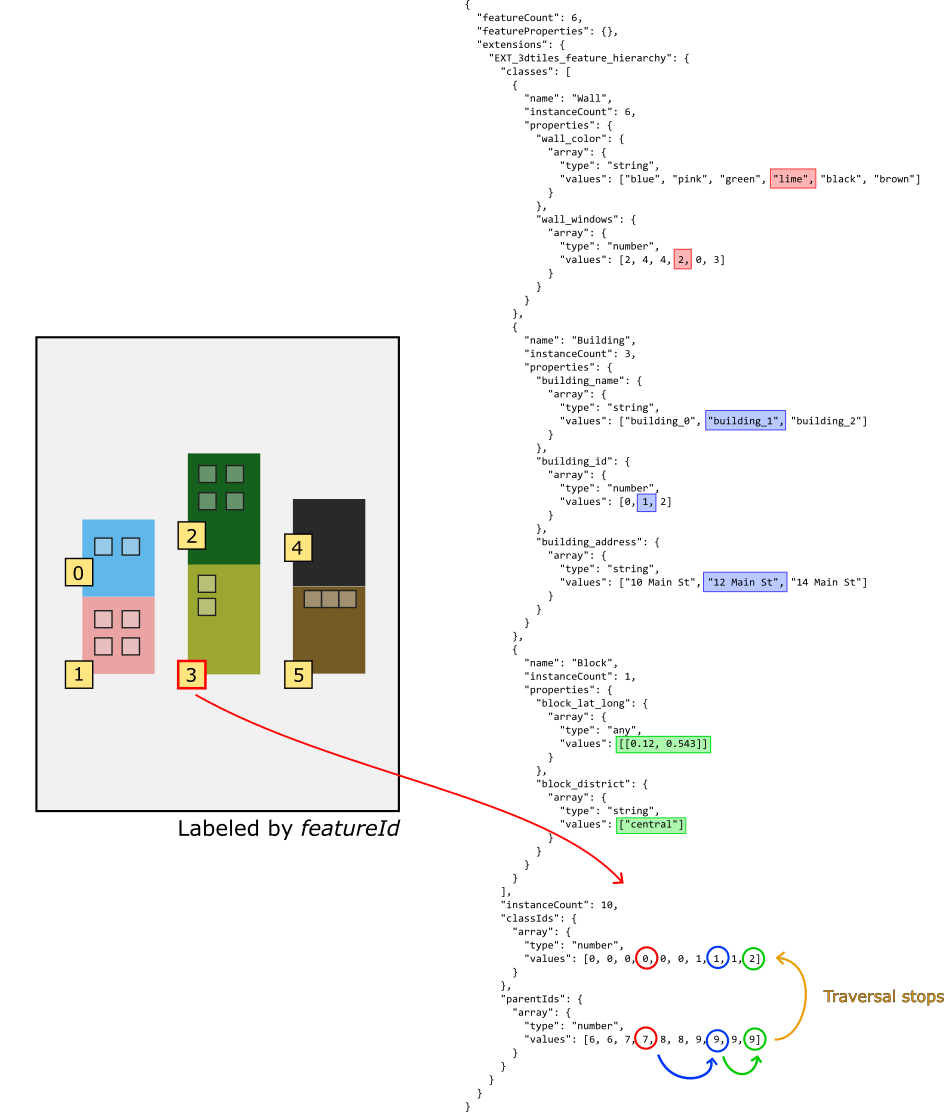 {
"featureCount": 6,
"featureProperties": {},
"extensions": {
"EXT_3dtiles_feature_hierarchy": {
"classes": [
{
"name": "Wall",
"instanceCount": 6,
"properties": {
"wall_color": {
"array": {
"type": "string",
"values": ["blue", "pink", "green", "lime", "black", "brown"]
}
},
"wall_windows": {
"array": {
"type": "number",
"values": [2, 4, 4, 2, 0, 3]
}
}
}
},
{
"name": "Building",
"instanceCount": 3,
"properties": {
"building_name": {
"array": {
"type": "string",
"values": ["building_0", "building_1", "building_2"]
}
},
"building_id": {
"array": {
"type": "number",
"values": [0, 1, 2]
}
},
"building_address": {
"array": {
"type": "string",
"values": ["10 Main St", "12 Main St", "14 Main St"]
}
}
}
},
{
"name": "Block",
"instanceCount": 1,
"properties": {
"block_lat_long": {
"array": {
"type": "any",
"values": [[0.12, 0.543]]
}
},
"block_district": {
"array": {
"type": "string",
"values": ["central"]
}
}
}
}
],
"instanceCount": 10,
"classIds": {
"array": {
"type": "number",
"values": [0, 0, 0, 0, 0, 0, 1, 1, 1, 2]
}
},
"parentIds": {
"array": {
"type": "number",
"values": [6, 6, 7, 7, 8, 8, 9, 9, 9, 9]
}
}
}
}
}
0
1
2
3
4
5
Labeled by featureId
Traversal stops